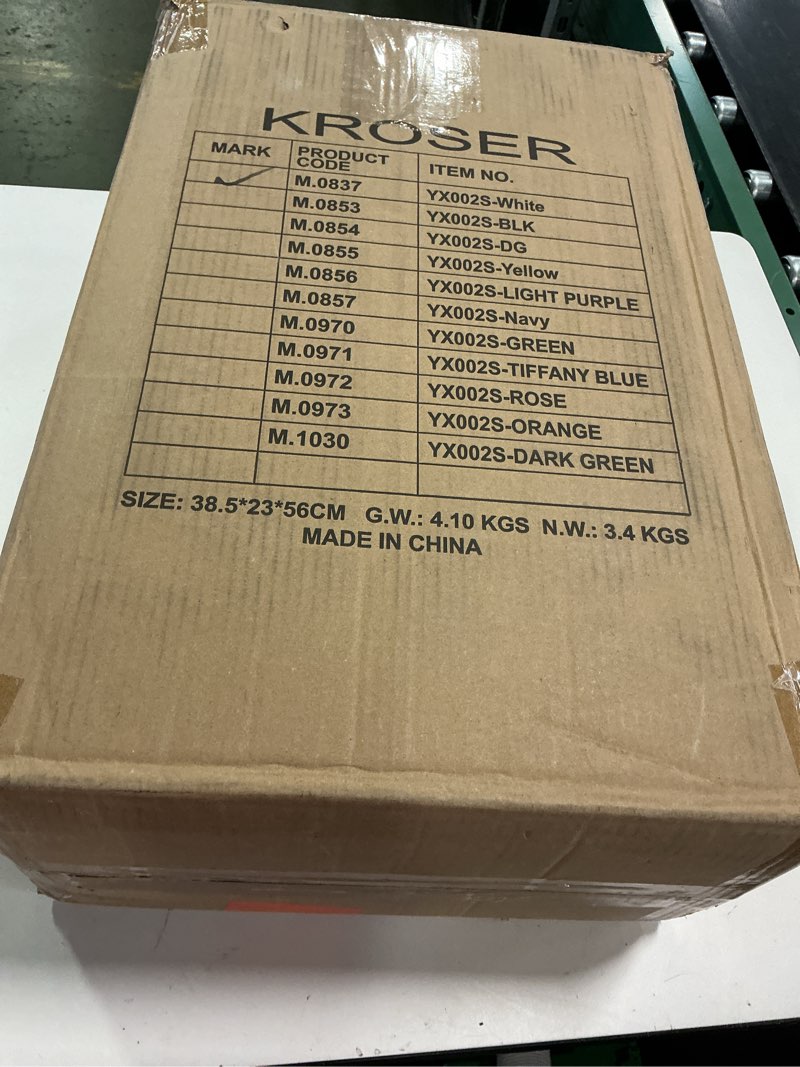 KROSER
MARK PRODUCT CODE ITEM NO.
✓ M.0837 YX002S-White
M.0853 YX002S-BLK
M.0854 YX002S-DG
M.0855 YX002S-Yellow
M.0856 YX002S-LIGHT PURPLE
M.0857 YX002S-Navy
M.0970 YX002S-GREEN
M.0971 YX002S-TIFFANY BLUE
M.0972 YX002S-ROSE
M.0973 YX002S-ORANGE
M.1030 YX002S-DARK GREEN
SIZE: 38.5*23*56CM G.W.: 4.10 KGS N.W.: 3.4 KGS
MADE IN CHINA